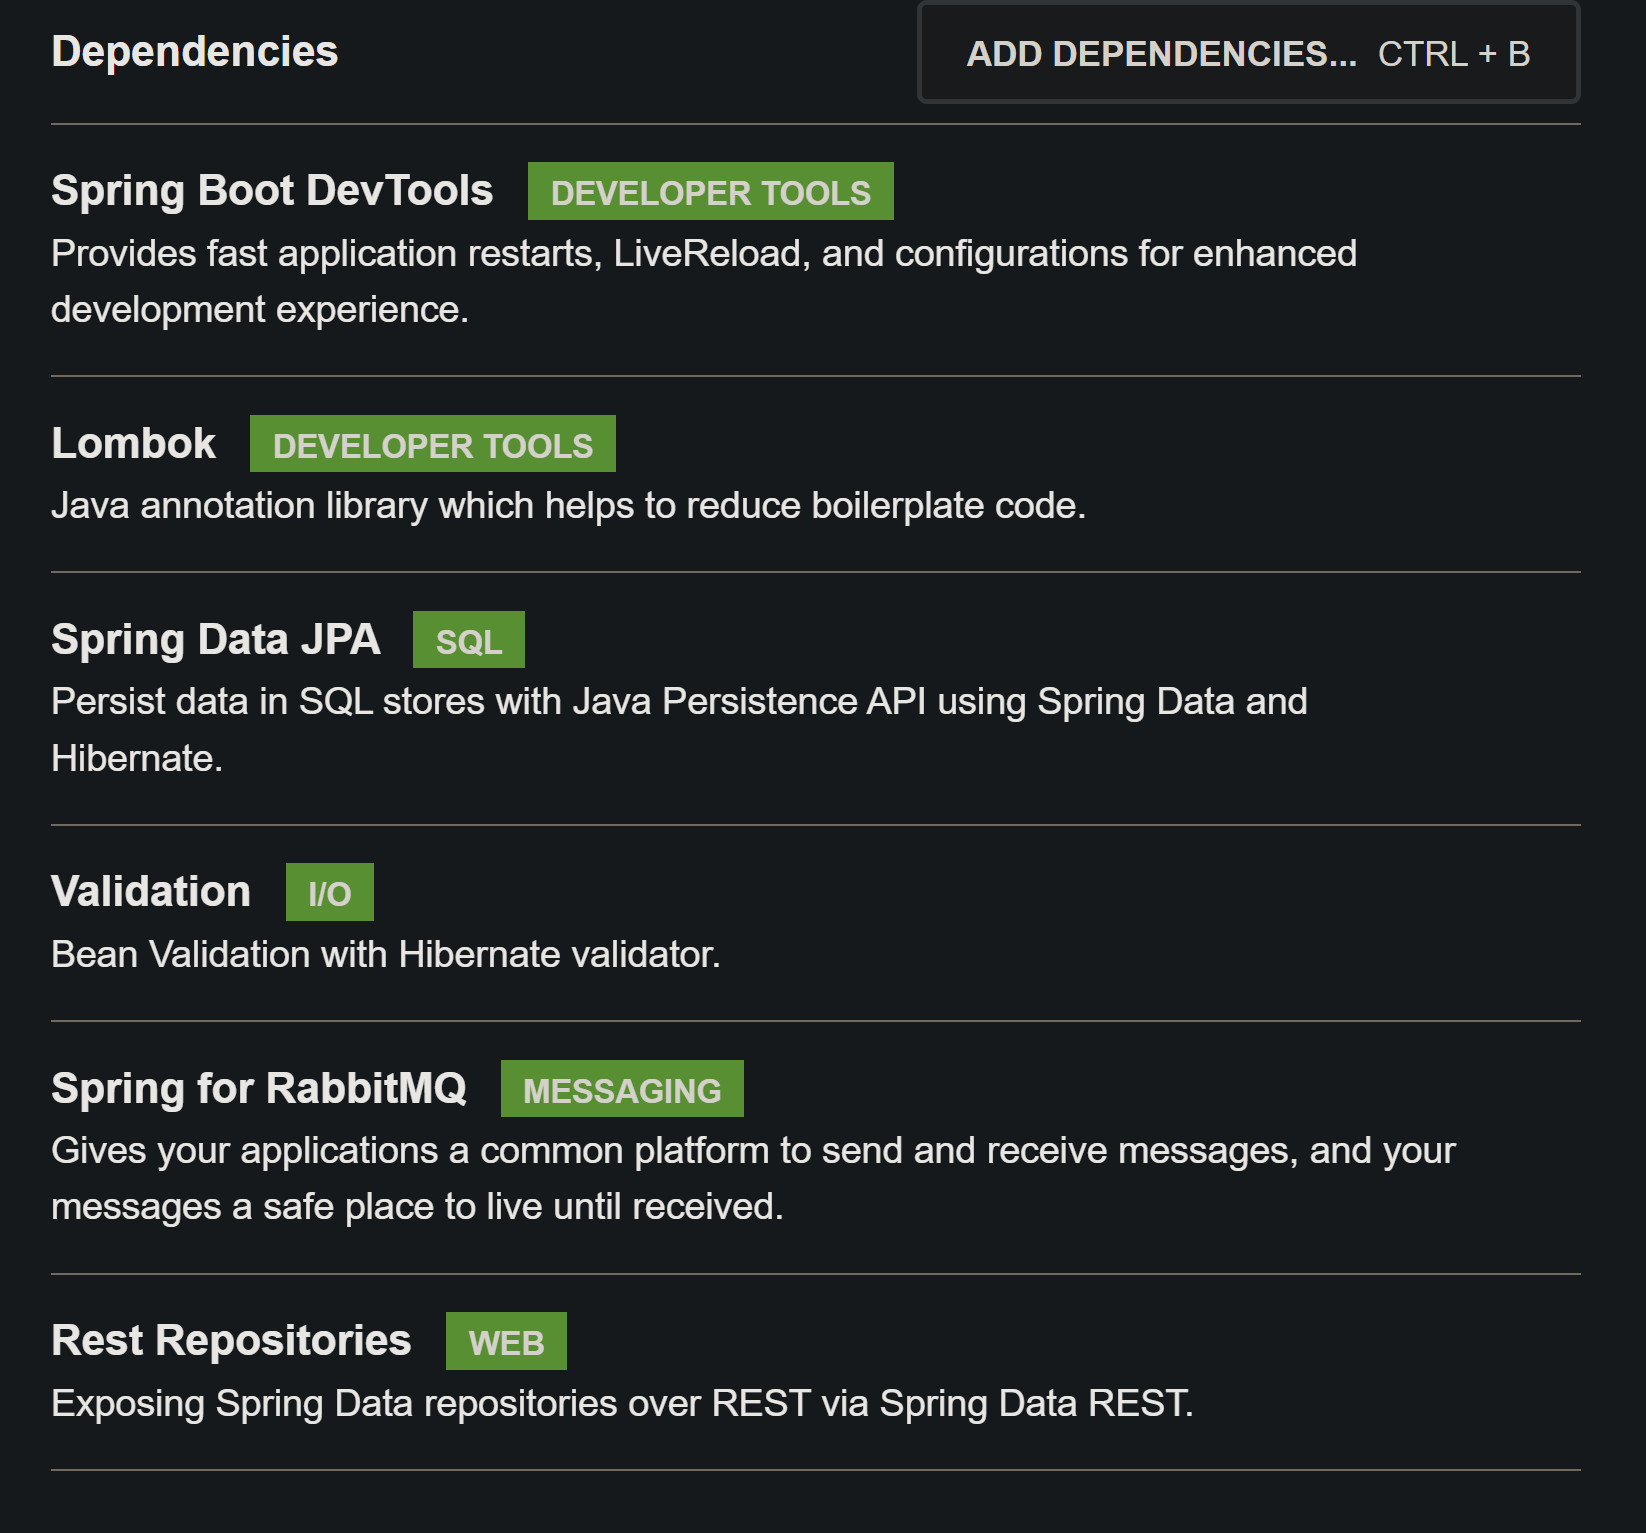 Dependencies
ADD DEPENDENCIES... CTRL + B
Spring Boot DevTools DEVELOPER TOOLS
Provides fast application restarts, LiveReload, and configurations for enhanced
development experience.
Lombok DEVELOPER TOOLS
Java annotation library which helps to reduce boilerplate code.
Spring Data JPA SQL
Persist data in SQL stores with Java Persistence API using Spring Data and
Hibernate.
Validation I/O
Bean Validation with Hibernate validator.
Spring for RabbitMQ MESSAGING
Gives your applications a common platform to send and receive messages, and your
messages a safe place to live until received.
Rest Repositories WEB
Exposing Spring Data repositories over REST via Spring Data REST.